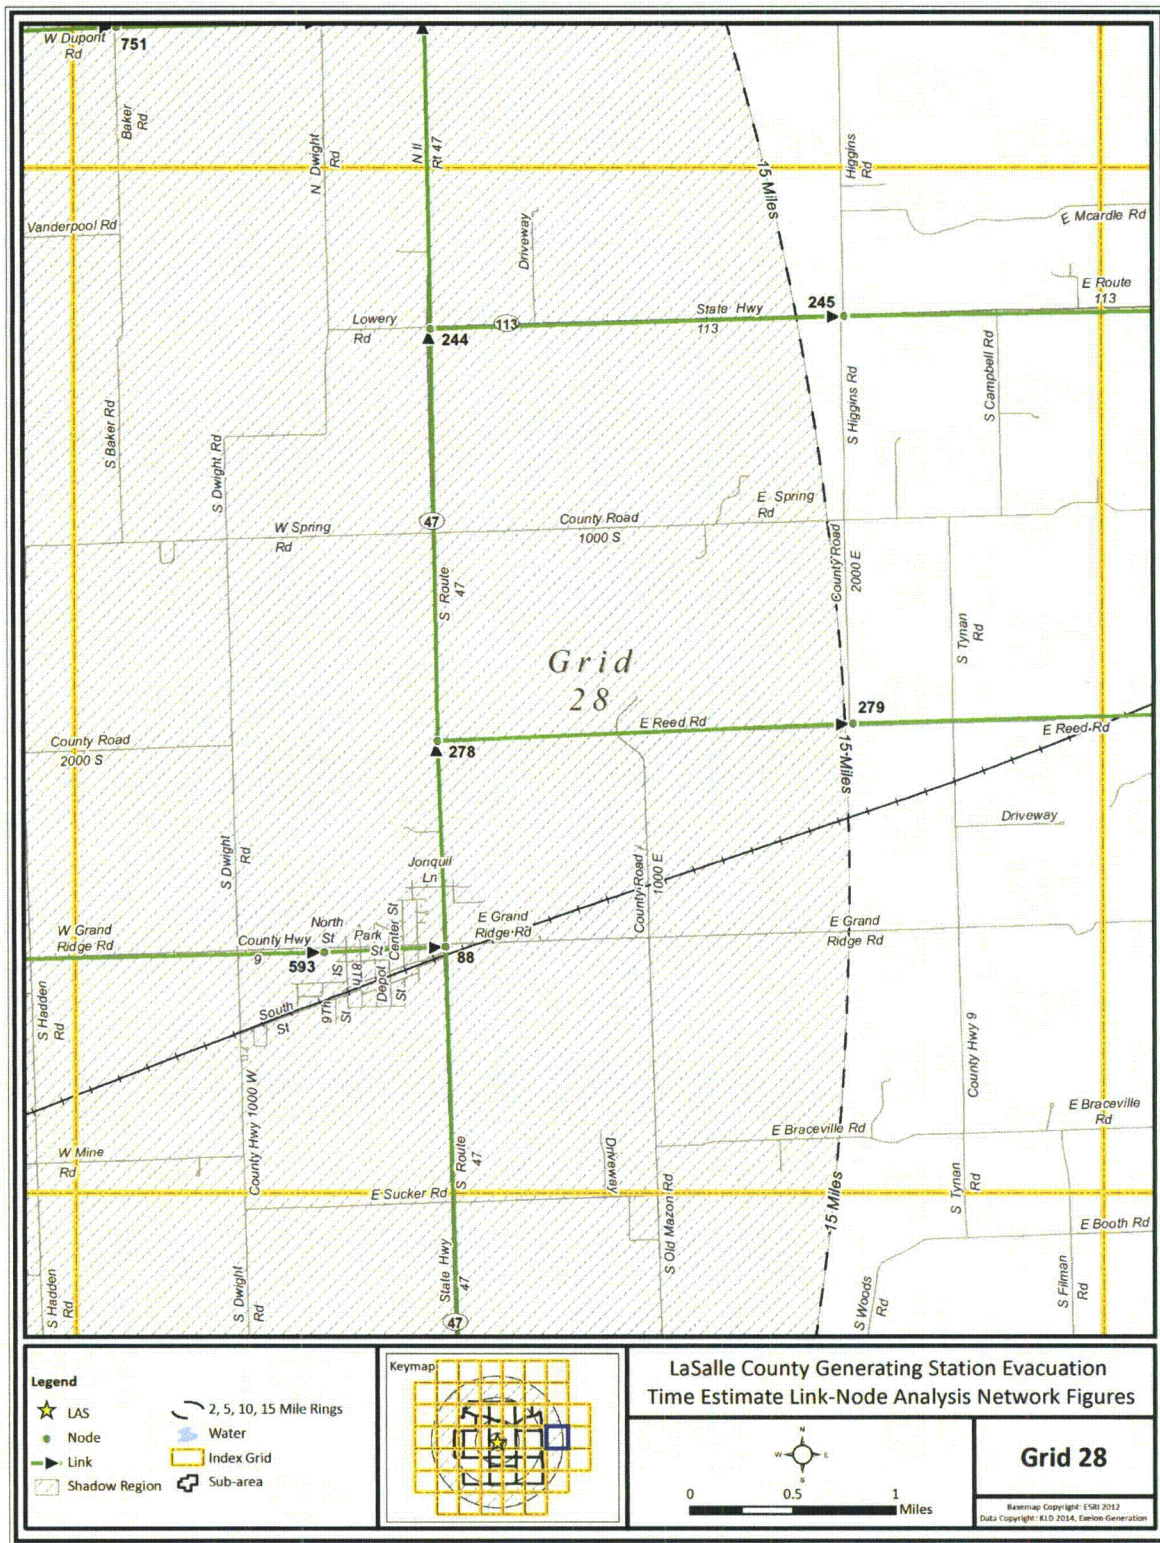 W Dupont
Rd
751
Baker
Rd
N Dwight
Rd
N Il
Rt 47
15 Miles
Higgins
Rd
E Mcardle Rd
Vanderpool Rd
Driveway
E Route
113
245
State Hwy
113
113
Lowery
Rd
244
S Baker Rd
S Dwight Rd
S Higgins Rd
S Campbell Rd
47
W Spring
Rd
County Road
1000 S
E Spring
Rd
County Road
2000 E
S Route
47
S Tynan
Rd
Grid
28
279
E Reed Rd
E Reed Rd
County Road
2000 S
278
15 Miles
Driveway
S Dwight
Rd
Jonquil
Ln
County Road
1000 E
W Grand
Ridge Rd
County Hwy
9
North
St
Park
St
Center St
E Grand
Ridge Rd
E Grand
Ridge Rd
593
88
8Th
St
9Th
St
Depot
St
South
St
S Hadden
Rd
County Hwy 9
County Hwy 1000 W
E Braceville
Rd
E Braceville Rd
W Mine
Rd
S Route
47
Driveway
S Old Mazon Rd
15 Miles
S Tynan
Rd
E Sucker Rd
E Booth Rd
S Hadden
Rd
S Dwight
Rd
State Hwy
47
47
S Woods
Rd
S Filman
Rd
Legend
LAS
Node
Link
Shadow Region
2, 5, 10, 15 Mile Rings
Water
Index Grid
Sub-area
Keymap
LaSalle County Generating Station Evacuation
Time Estimate Link-Node Analysis Network Figures
N
W E
S
0 0.5 1
Miles
Grid 28
Basemap Copyright: ESRI 2012
Data Copyright: KLD 2014, Exelon Generation